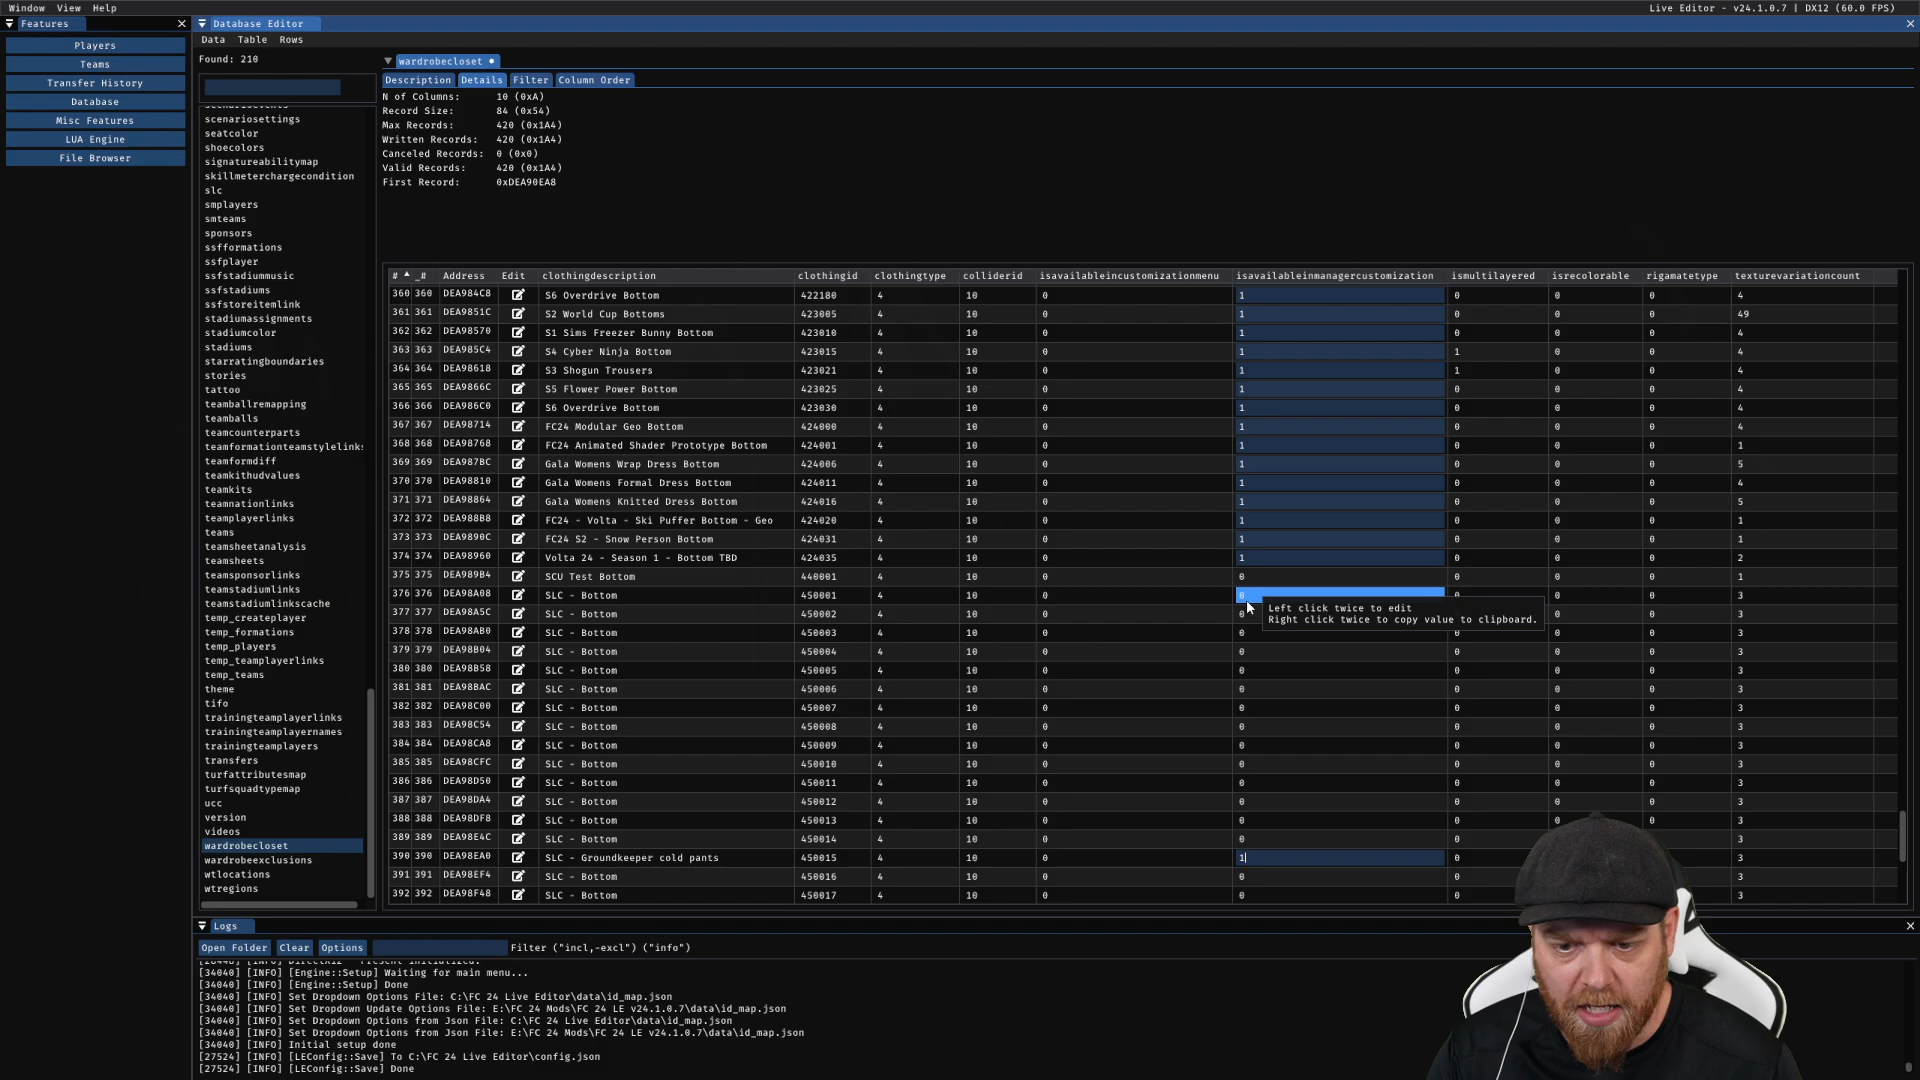 Window View Help Live Editor - v24.1.0.7 | DX12 (60.0 FPS)
Features
Players
Teams
Transfer History
Database
Misc Features
LUA Engine
File Browser
Database Editor
Data Table Rows
Found: 210
scenariosettings
seatcolor
shoecolors
signatureabilitymap
skillmeterchargecondition
slc
smplayers
smteams
sponsors
ssfformations
ssfplayer
ssfstadiummusic
ssfstadiums
ssfstoreitemlink
stadiumassignments
stadiumcolor
stadiums
starratingboundaries
stories
tattoo
teamballremapping
teamballs
teamcounterparts
teamformationteamstylelinks
teamformdiff
teamkithudvalues
teamkits
teamnationlinks
teamplayerlinks
teams
teamsheetanalysis
teamsheets
teamsponsorlinks
teamstadiumlinks
teamstadiumlinkscache
temp_createplayer
temp_formations
temp_players
temp_teamplayerlinks
temp_teams
theme
tifo
trainingteamplayerlinks
trainingteamplayernames
trainingteamplayers
transfers
turfattributesmap
turfsquadtypemap
ucc
version
videos
wardrobecloset
wardrobeexclusions
wtlocations
wtregions
wardrobecloset
Description Details Filter Column Order
N of Columns: 10 (0xA)
Record Size: 84 (0x54)
Max Records: 420 (0x1A4)
Written Records: 420 (0x1A4)
Canceled Records: 0 (0x0)
Valid Records: 420 (0x1A4)
First Record: 0xDEA90EA8
# _# Address Edit clothingdescription clothingid clothingtype colliderid isavailableincustomizationmenu isavailableinmanagercustomization ismultilayered isrecolorable rigamatetype texturevariationcount
360 360 DEA984C8 S6 Overdrive Bottom 422180 4 10 0 1 0 0 0 4
361 361 DEA9851C S2 World Cup Bottoms 423005 4 10 0 1 0 0 0 49
362 362 DEA98570 S1 Sims Freezer Bunny Bottom 423010 4 10 0 1 0 0 0 4
363 363 DEA985C4 S4 Cyber Ninja Bottom 423015 4 10 0 1 1 0 0 4
364 364 DEA98618 S3 Shogun Trousers 423021 4 10 0 1 1 0 0 4
365 365 DEA9866C S5 Flower Power Bottom 423025 4 10 0 1 0 0 0 4
366 366 DEA986C0 S6 Overdrive Bottom 423030 4 10 0 1 0 0 0 4
367 367 DEA98714 FC24 Modular Geo Bottom 424000 4 10 0 1 0 0 0 4
368 368 DEA98768 FC24 Animated Shader Prototype Bottom 424001 4 10 0 1 0 0 0 1
369 369 DEA987BC Gala Womens Wrap Dress Bottom 424006 4 10 0 1 0 0 0 5
370 370 DEA98810 Gala Womens Formal Dress Bottom 424011 4 10 0 1 0 0 0 4
371 371 DEA98864 Gala Womens Knitted Dress Bottom 424016 4 10 0 1 0 0 0 5
372 372 DEA988B8 FC24 - Volta - Ski Puffer Bottom - Geo 424020 4 10 0 1 0 0 0 1
373 373 DEA9890C FC24 S2 - Snow Person Bottom 424031 4 10 0 1 0 0 0 1
374 374 DEA98960 Volta 24 - Season 1 - Bottom TBD 424035 4 10 0 1 0 0 0 2
375 375 DEA989B4 SCU Test Bottom 440001 4 10 0 0 0 0 0 1
376 376 DEA98A08 SLC - Bottom 450001 4 10 0 0 0 0 0 3
377 377 DEA98A5C SLC - Bottom 450002 4 10 0 0 3
Left click twice to edit
Right click twice to copy value to clipboard.
378 378 DEA98AB0 SLC - Bottom 450003 4 10 0 0 0 0 0 3
379 379 DEA98B04 SLC - Bottom 450004 4 10 0 0 0 0 0 3
380 380 DEA98B58 SLC - Bottom 450005 4 10 0 0 0 0 0 3
381 381 DEA98BAC SLC - Bottom 450006 4 10 0 0 0 0 0 3
382 382 DEA98C00 SLC - Bottom 450007 4 10 0 0 0 0 0 3
383 383 DEA98C54 SLC - Bottom 450008 4 10 0 0 0 0 0 3
384 384 DEA98CA8 SLC - Bottom 450009 4 10 0 0 0 0 0 3
385 385 DEA98CFC SLC - Bottom 450010 4 10 0 0 0 0 0 3
386 386 DEA98D50 SLC - Bottom 450011 4 10 0 0 0 0 0 3
387 387 DEA98DA4 SLC - Bottom 450012 4 10 0 0 0 0 0 3
388 388 DEA98DF8 SLC - Bottom 450013 4 10 0 0 0 0 0 3
389 389 DEA98E4C SLC - Bottom 450014 4 10 0 0 0 3
390 390 DEA98EA0 SLC - Groundkeeper cold pants 450015 4 10 0 1 0 3
391 391 DEA98EF4 SLC - Bottom 450016 4 10 0 0 0 3
392 392 DEA98F48 SLC - Bottom 450017 4 10 0 0 0 3
Logs
Open Folder Clear Options Filter ("incl,-excl") ("info")
[34040] [INFO] [Engine::Setup] Waiting for main menu...
[34040] [INFO] [Engine::Setup] Done
[34040] [INFO] Set Dropdown Options File: C:\FC 24 Live Editor\data\id_map.json
[34040] [INFO] Set Dropdown Update Options File: E:\FC 24 Mods\FC 24 LE v24.1.0.7\data\id_map.json
[34040] [INFO] Set Dropdown Options from Json File: C:\FC 24 Live Editor\data\id_map.json
[34040] [INFO] Set Dropdown Options from Json File: E:\FC 24 Mods\FC 24 LE v24.1.0.7\data\id_map.json
[34040] [INFO] Initial setup done
[27524] [INFO] [LEConfig::Save] To C:\FC 24 Live Editor\config.json
[27524] [INFO] [LEConfig::Save] Done